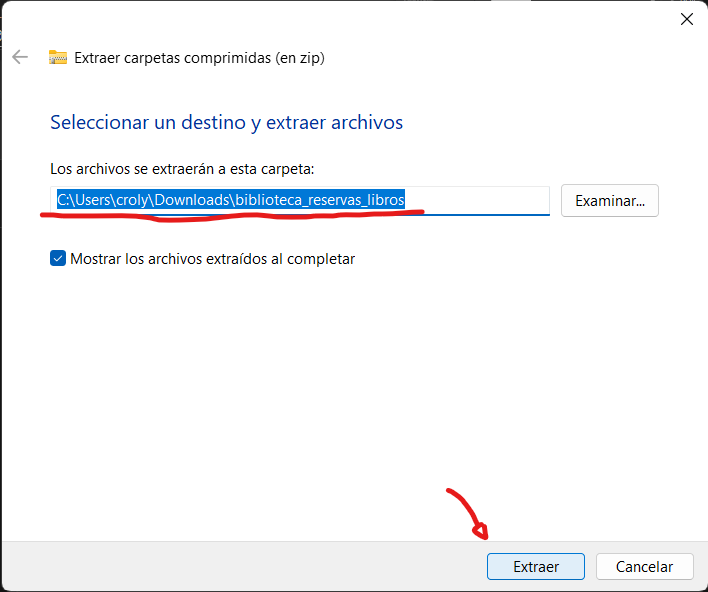 Extraer carpetas comprimidas (en zip)
Seleccionar un destino y extraer archivos
Los archivos se extraerán a esta carpeta:
C:\Users\croly\Downloads\biblioteca_reservas_libros
Examinar...
Mostrar los archivos extraídos al completar
Extraer
Cancelar